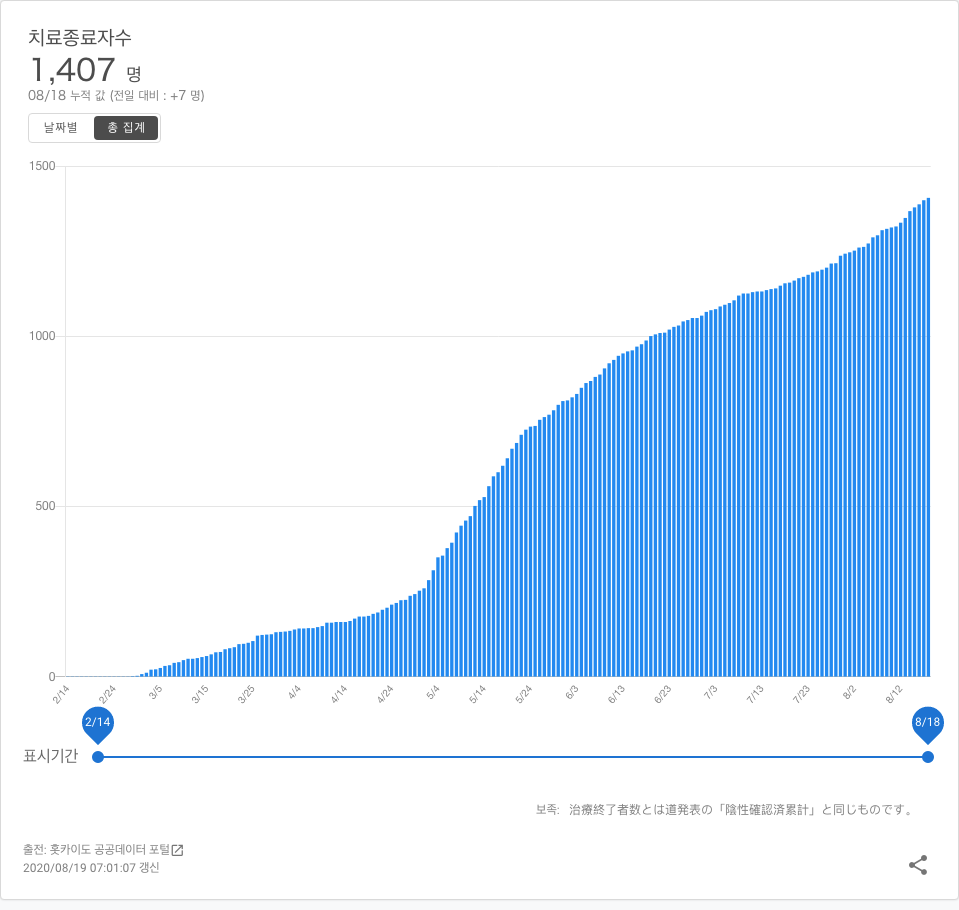 치료종료자수
1,407 명
08/18 누적 값 (전일 대비 : +7 명)
날짜별 총 집계
1500
1000
500
0
2/14 2/24 3/5 3/15 3/25 4/4 4/14 4/24 5/4 5/14 5/24 6/3 6/13 6/23 7/3 7/13 7/23 8/2 8/12
2/14 8/18
표시기간
보족: 治療終了者数とは道発表の「陰性確認済累計」と同じものです。
출전: 홋카이도 공공데이터 포털
2020/08/19 07:01:07 갱신